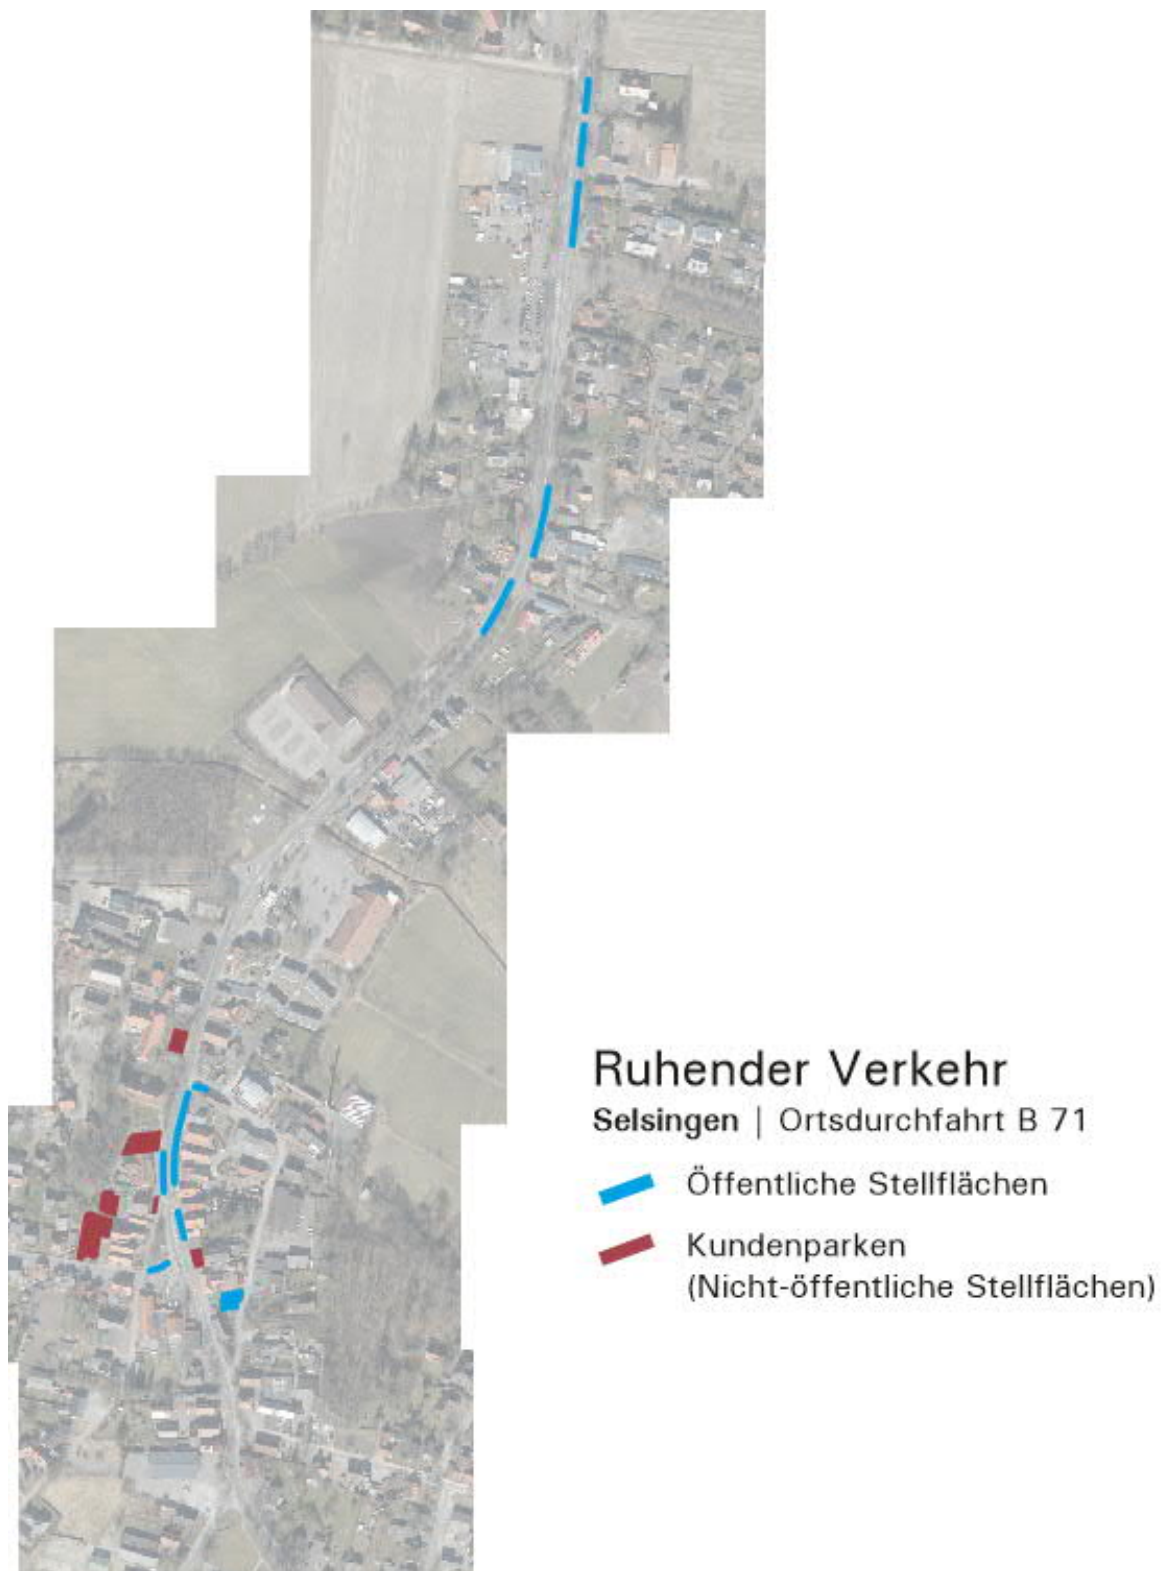 Ruhender Verkehr
Selsingen | Ortsdurchfahrt B 71
Öffentliche Stellflächen
Kundenparken
(Nicht-öffentliche Stellflächen)